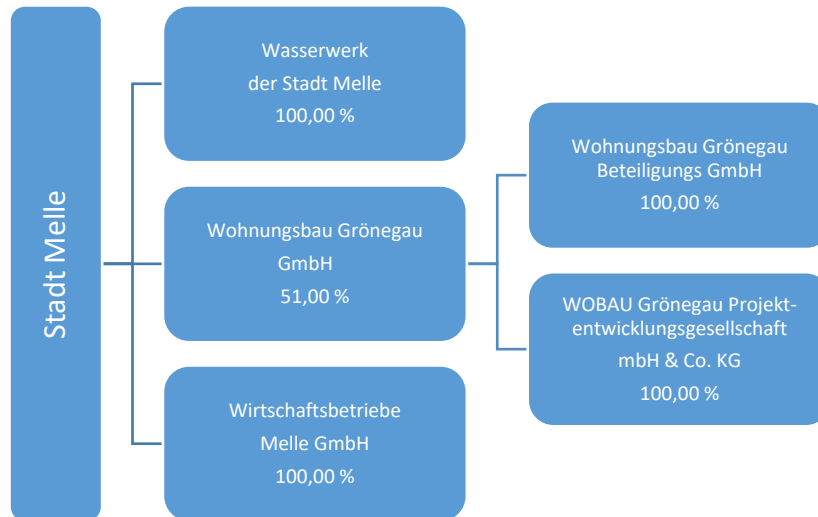 Stadt Melle
Wasserwerk
der Stadt Melle
100,00 %
Wohnungsbau Grönegau
GmbH
51,00 %
Wirtschaftsbetriebe
Melle GmbH
100,00 %
Wohnungsbau Grönegau
Beteiligungs GmbH
100,00 %
WOBAU Grönegau Projekt-
entwicklungsgesellschaft
mbH & Co. KG
100,00 %